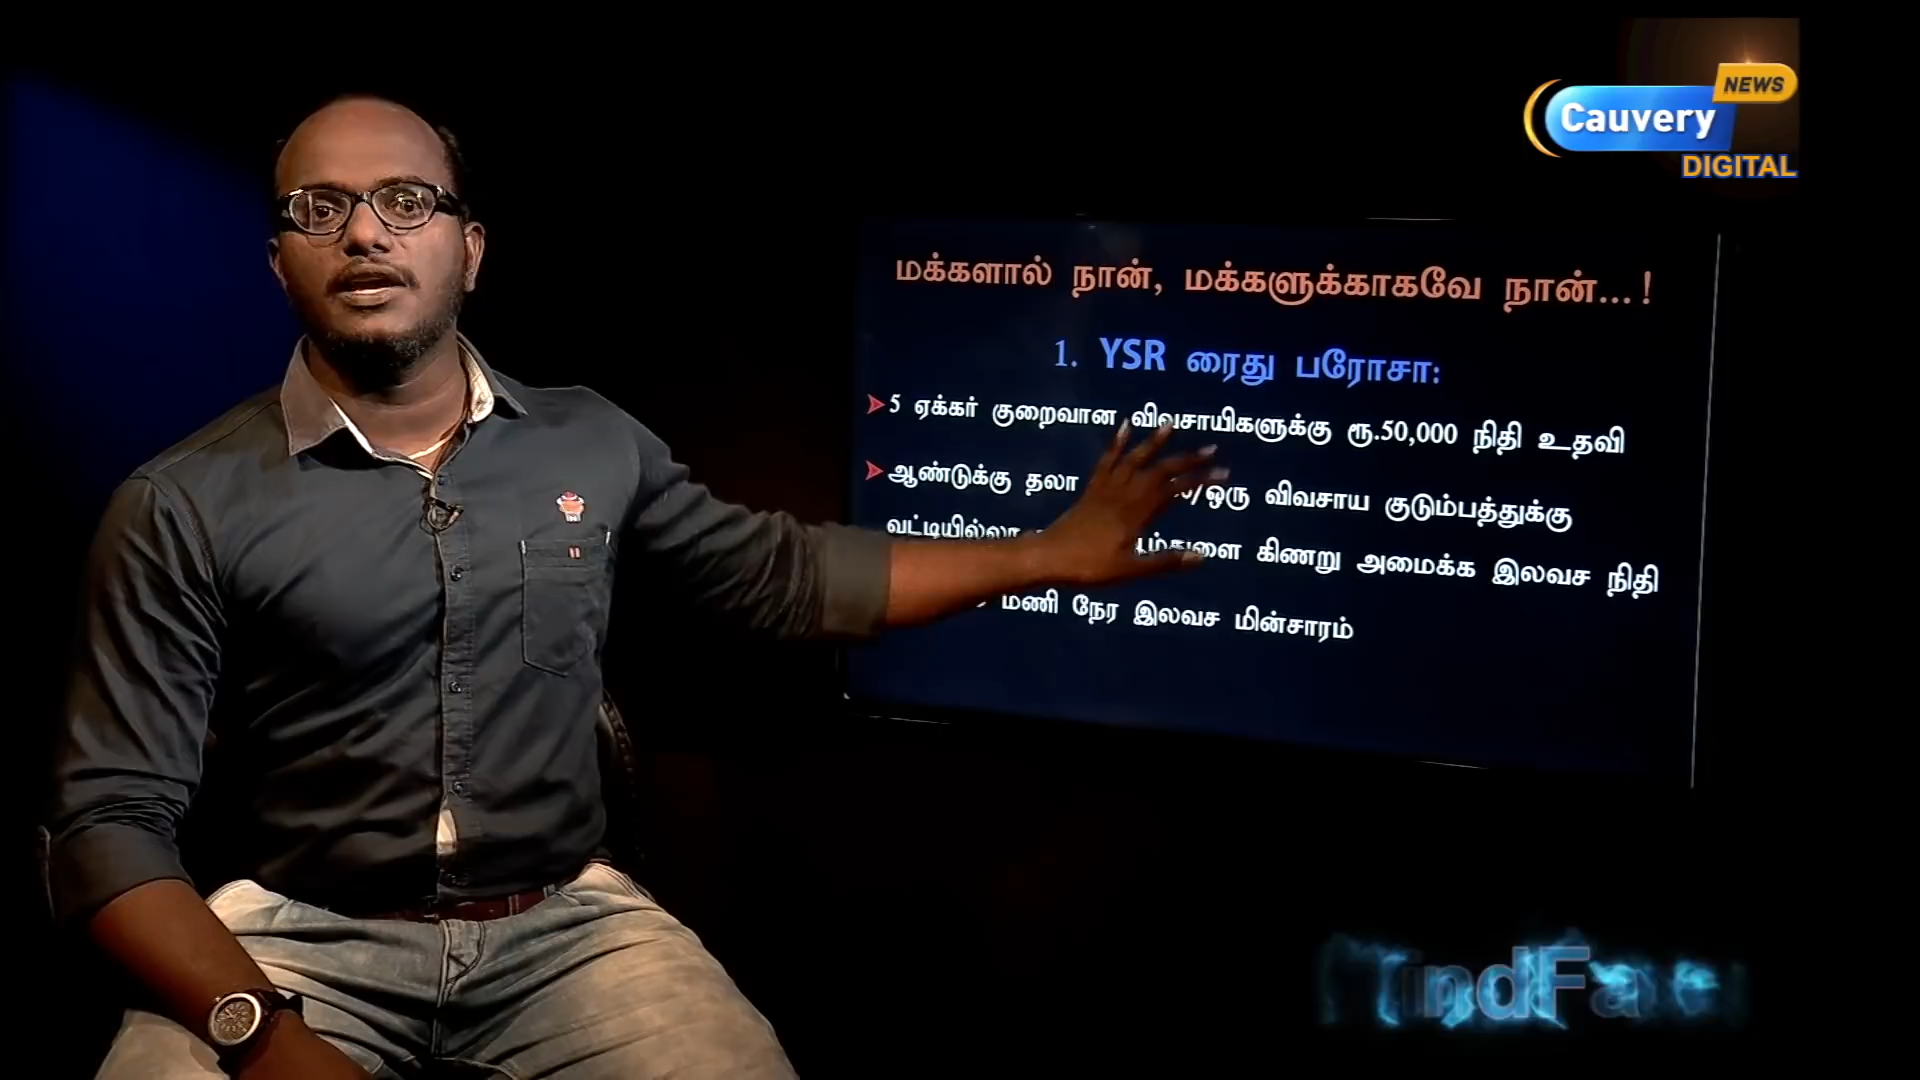 NEWS
Cauvery
DIGITAL
மக்களால் நான், மக்களுக்காகவே நான்...!
1. YSR ரைது பரோசா:
➤5 ஏக்கர் குறைவான விவசாயிகளுக்கு ரூ.50,000 நிதி உதவி
➤ஆண்டுக்கு தலா /ஒரு விவசாய குடும்பத்துக்கு
வட்டியில்லா கிணறு அமைக்க இலவச நிதி
மணி நேர இலவச மின்சாரம்